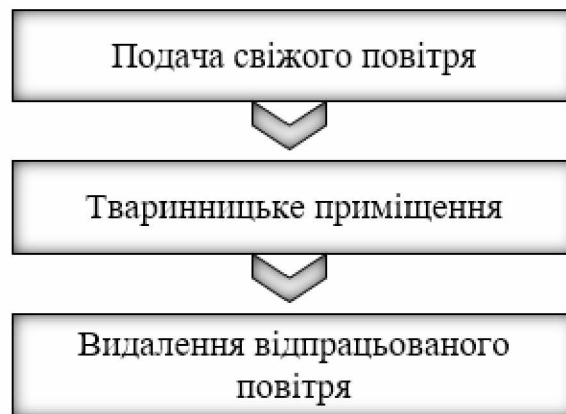 Подача свіжого повітря
Тваринницьке приміщення
Видалення відпрацьованого
повітря